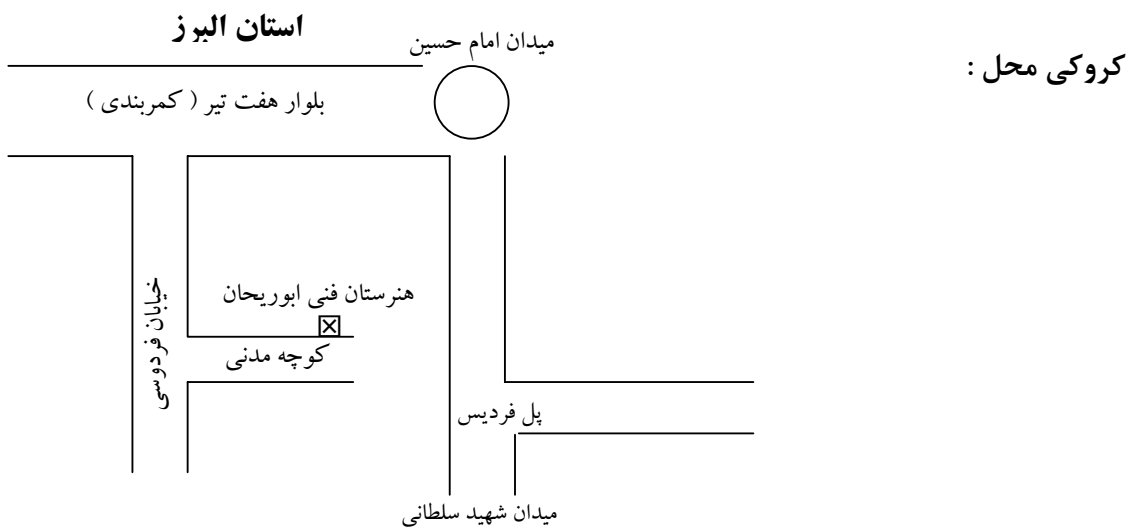 استان البرز
میدان امام حسین
کروکی محل :
بلوار هفت تیر ( کمربندی )
هنرستان فنی ابوریحان
خیابان فردوسی
کوچه مدنی
پل فردیس
میدان شهید سلطانی